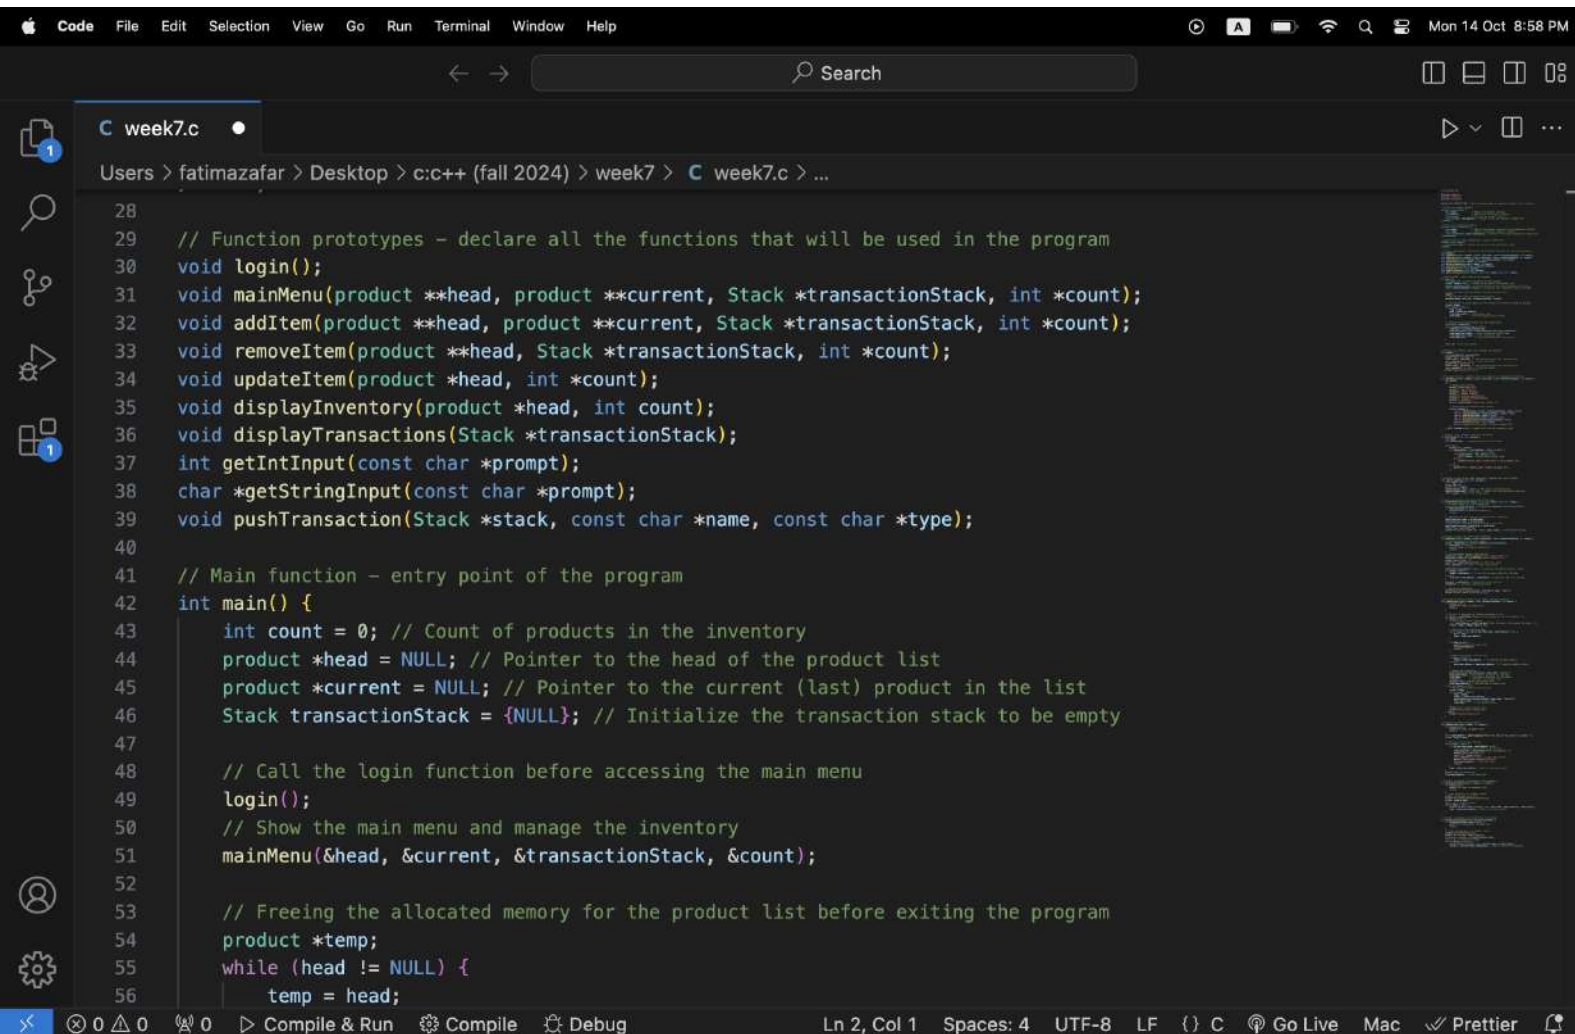 Code File Edit Selection View Go Run Terminal Window Help A Mon 14 Oct 8:58 PM
Search
C week7.c
1
Users > fatimazafar > Desktop > c:c++ (fall 2024) > week7 > C week7.c > ...
28
29 // Function prototypes – declare all the functions that will be used in the program
30 void login();
31 void mainMenu(product **head, product **current, Stack *transactionStack, int *count);
32 void addItem(product **head, product **current, Stack *transactionStack, int *count);
33 void removeItem(product **head, Stack *transactionStack, int *count);
34 void updateItem(product *head, int *count);
35 void displayInventory(product *head, int count);
36 void displayTransactions(Stack *transactionStack);
1
37 int getIntInput(const char *prompt);
38 char *getStringInput(const char *prompt);
39 void pushTransaction(Stack *stack, const char *name, const char *type);
40
41 // Main function – entry point of the program
42 int main() {
43 int count = 0; // Count of products in the inventory
44 product *head = NULL; // Pointer to the head of the product list
45 product *current = NULL; // Pointer to the current (last) product in the list
46 Stack transactionStack = {NULL}; // Initialize the transaction stack to be empty
47
48 // Call the login function before accessing the main menu
49 login();
50 // Show the main menu and manage the inventory
51 mainMenu(&head, &current, &transactionStack, &count);
52
53 // Freeing the allocated memory for the product list before exiting the program
54 product *temp;
55 while (head != NULL) {
56 temp = head;
0 0 0 Compile & Run Compile Debug Ln 2, Col 1 Spaces: 4 UTF-8 LF {} C Go Live Mac Prettier